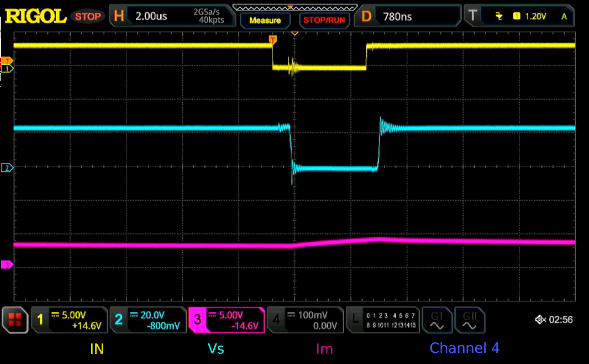 RIGOL STOP H 2.00us 2GSa/s 40kpts Measure STOP/RUN D 780ns T 1 1.20V A
T
1
2
3
1 5.00V +14.6V 2 20.0V -800mV 3 5.00V -14.6V 4 100mV 0.00V L 0 1 2 3 4 5 6 7 8 9 10 11 12 13 14 15 GI GII 02:56
IN Vs Im Channel 4